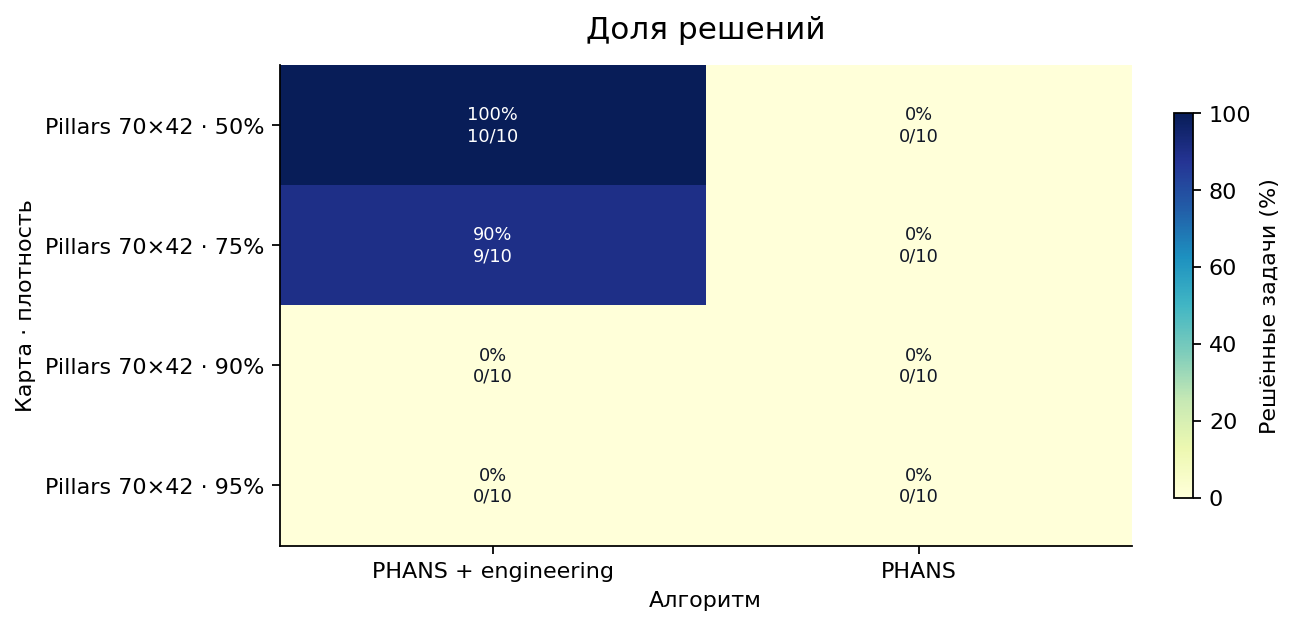 Доля решений
Карта · плотность
Pillars 70×42 · 50%
100%
10/10
0%
0/10
Pillars 70×42 · 75%
90%
9/10
0%
0/10
Pillars 70×42 · 90%
0%
0/10
0%
0/10
Pillars 70×42 · 95%
0%
0/10
0%
0/10
PHANS + engineering
PHANS
Алгоритм
100
80
60
40
20
0
Решённые задачи (%)